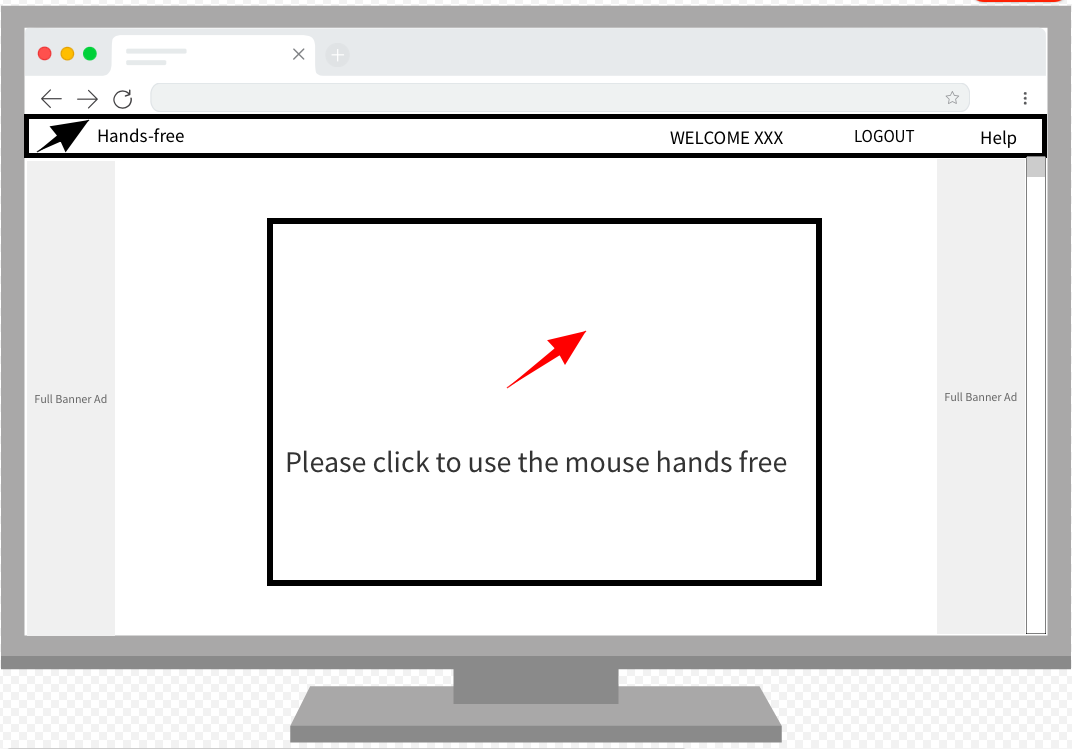 Hands-free
WELCOME XXX
LOGOUT
Help
Full Banner Ad
Please click to use the mouse hands free
Full Banner Ad